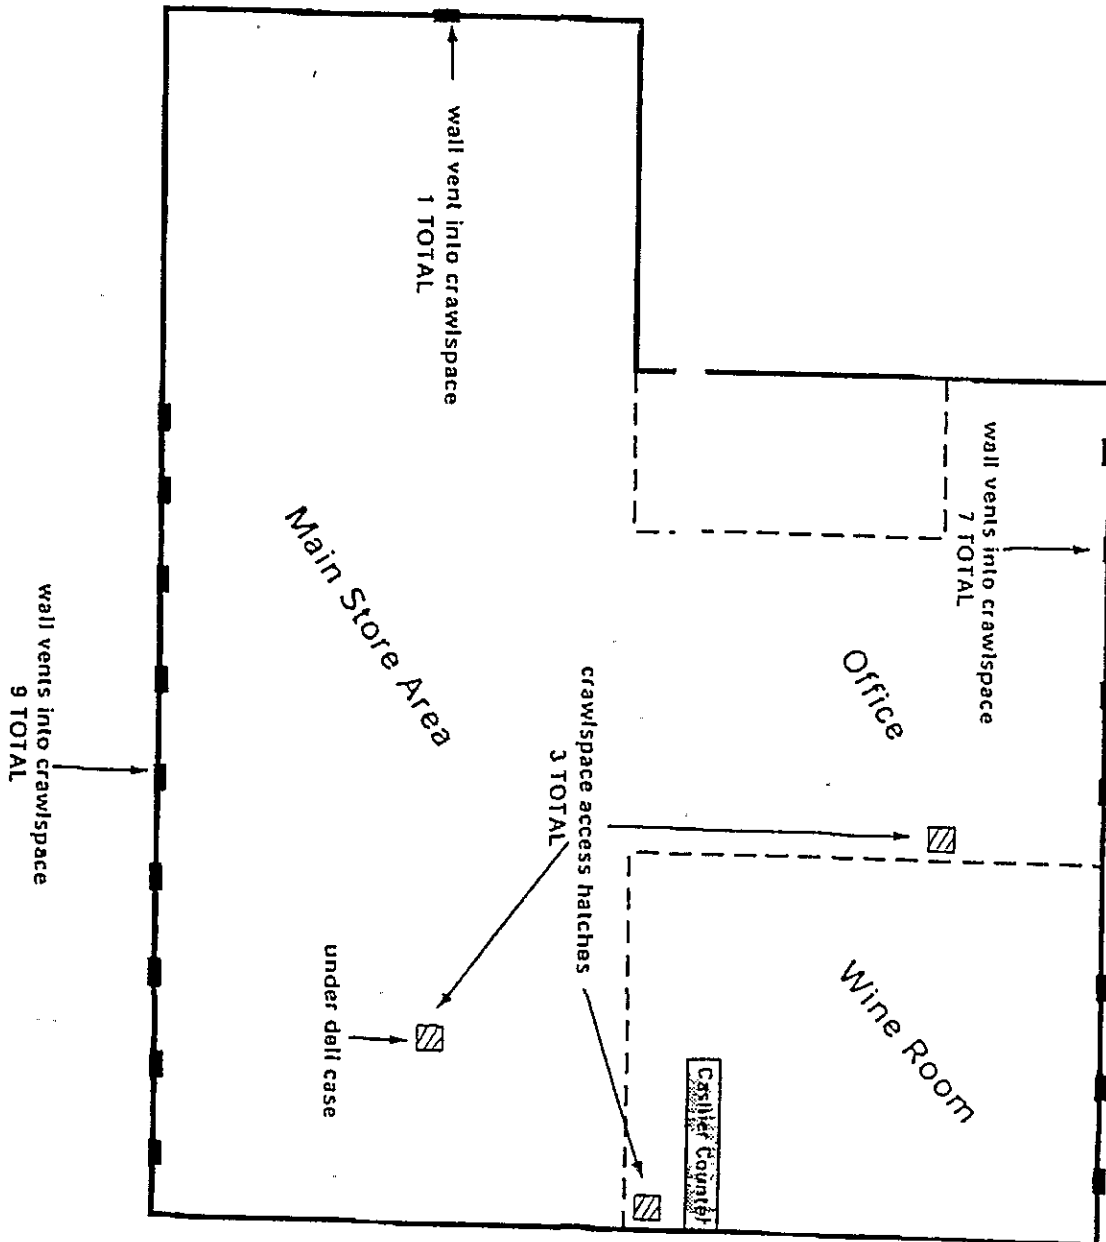 wall vent into crawlspace
1 TOTAL
wall vents into crawlspace
7 TOTAL
Main Store Area
Office
wall vents into crawlspace
9 TOTAL
crawlspace access hatches
3 TOTAL
under deli case
Wine Room
Cashier Counter